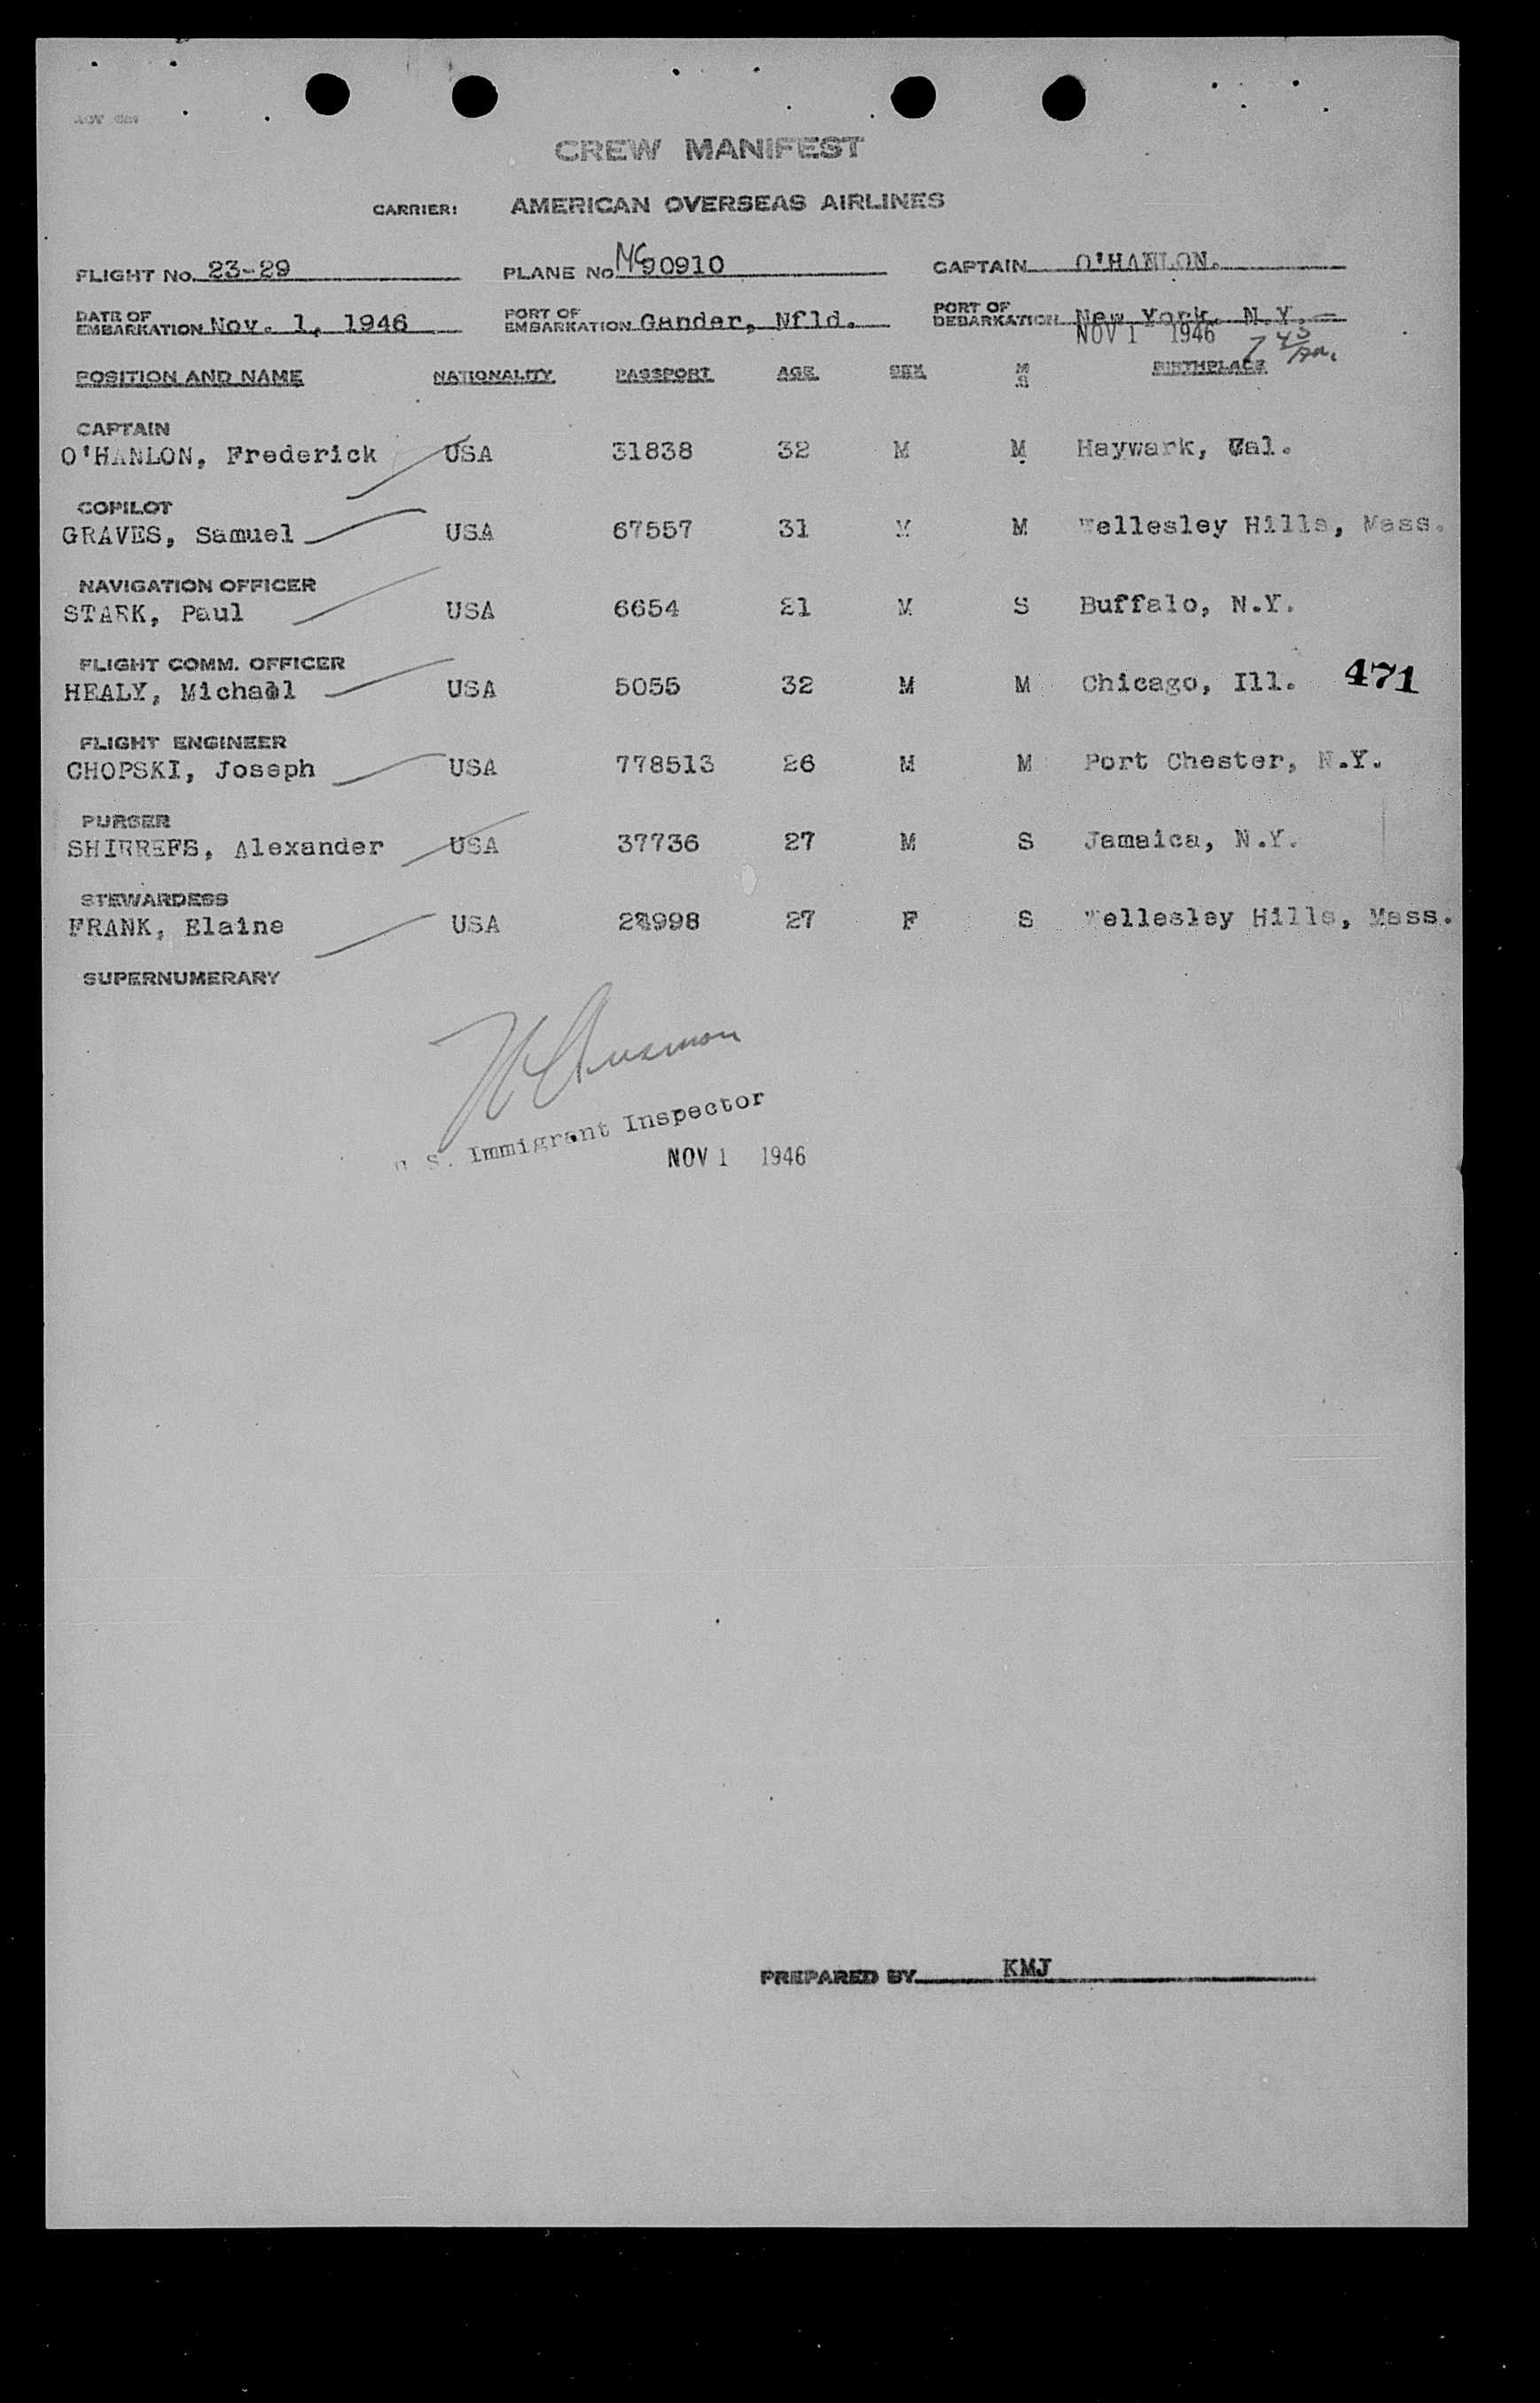 CREW MANIFEST
CARRIER: AMERICAN OVERSEAS AIRLINES
FLIGHT No. 23-29 PLANE No. NC90910 CAPTAIN O'HANLON.
DATE OF EMBARKATION Nov. 1, 1946 PORT OF EMBARKATION Gander, Nfld. PORT OF DEBARKATION New York, N.Y.
NOV 1 1946 7 45 AM.
POSITION AND NAME NATIONALITY PASSPORT AGE SEX M S BIRTHPLACE
CAPTAIN
O'HANLON, Frederick USA 31838 32 M M Haywark, Cal.
COPILOT
GRAVES, Samuel USA 67557 31 M M Wellesley Hills, Mass.
NAVIGATION OFFICER
STARK, Paul USA 6654 21 M S Buffalo, N.Y.
FLIGHT COMM. OFFICER
HEALY, Michael USA 5055 32 M M Chicago, Ill. 471
FLIGHT ENGINEER
CHOPSKI, Joseph USA 778513 26 M M Port Chester, N.Y.
PURSER
SHIRREFS, Alexander USA 37736 27 M S Jamaica, N.Y.
STEWARDESS
FRANK, Elaine USA 27 F S Wellesley Hills, Mass.
SUPERNUMERARY
S. Immigrant Inspector
NOV 1 1946
PREPARED BY KMJ